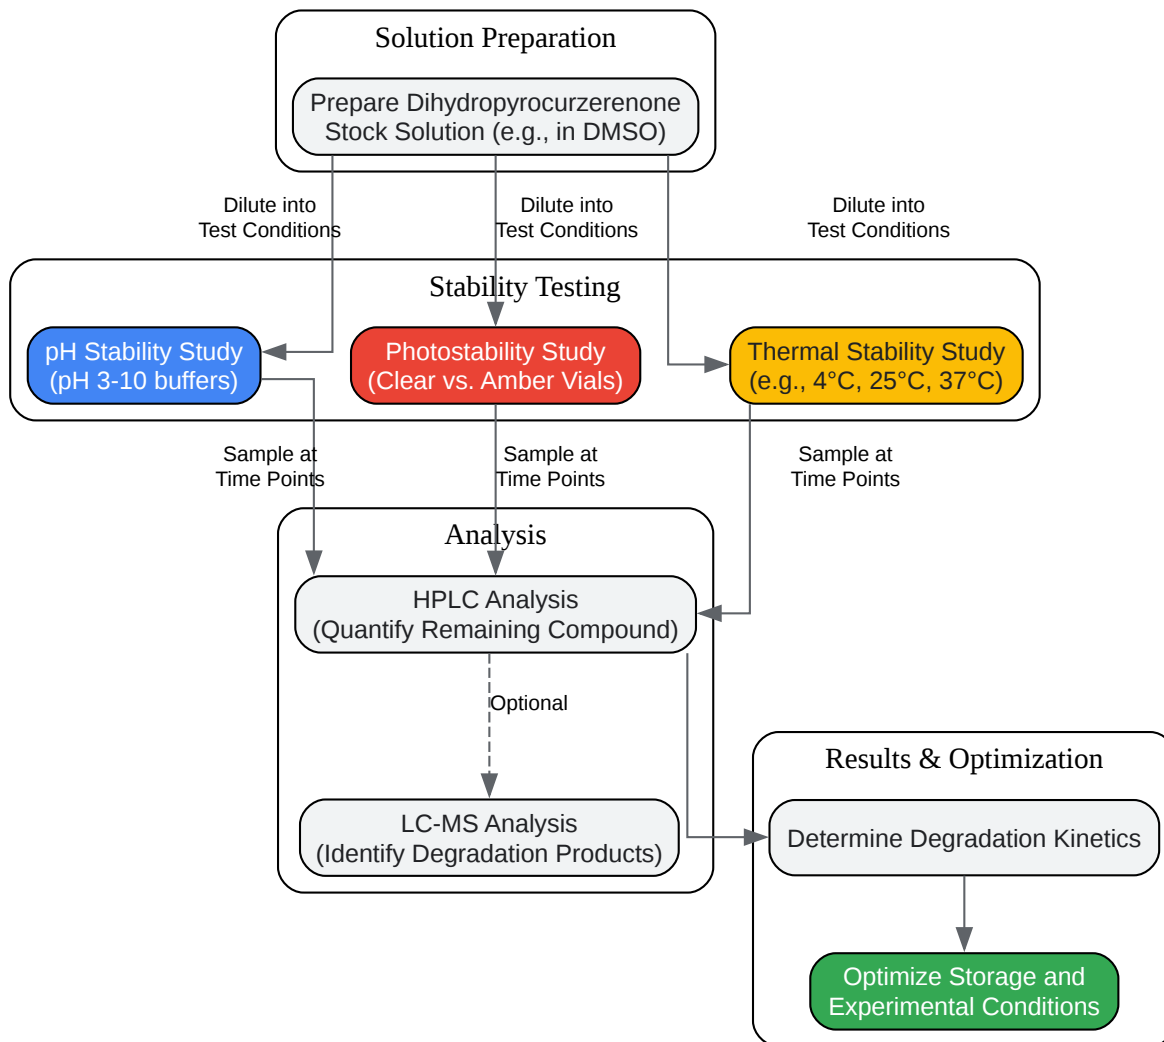 Solution Preparation
Prepare Dihydropyrocurzerenone
Stock Solution (e.g., in DMSO)
Dilute into
Test Conditions
Dilute into
Test Conditions
Dilute into
Test Conditions
Stability Testing
pH Stability Study
(pH 3-10 buffers)
Photostability Study
(Clear vs. Amber Vials)
Thermal Stability Study
(e.g., 4°C, 25°C, 37°C)
Sample at
Time Points
Sample at
Time Points
Sample at
Time Points
Analysis
HPLC Analysis
(Quantify Remaining Compound)
Optional
LC-MS Analysis
(Identify Degradation Products)
Results & Optimization
Determine Degradation Kinetics
Optimize Storage and
Experimental Conditions